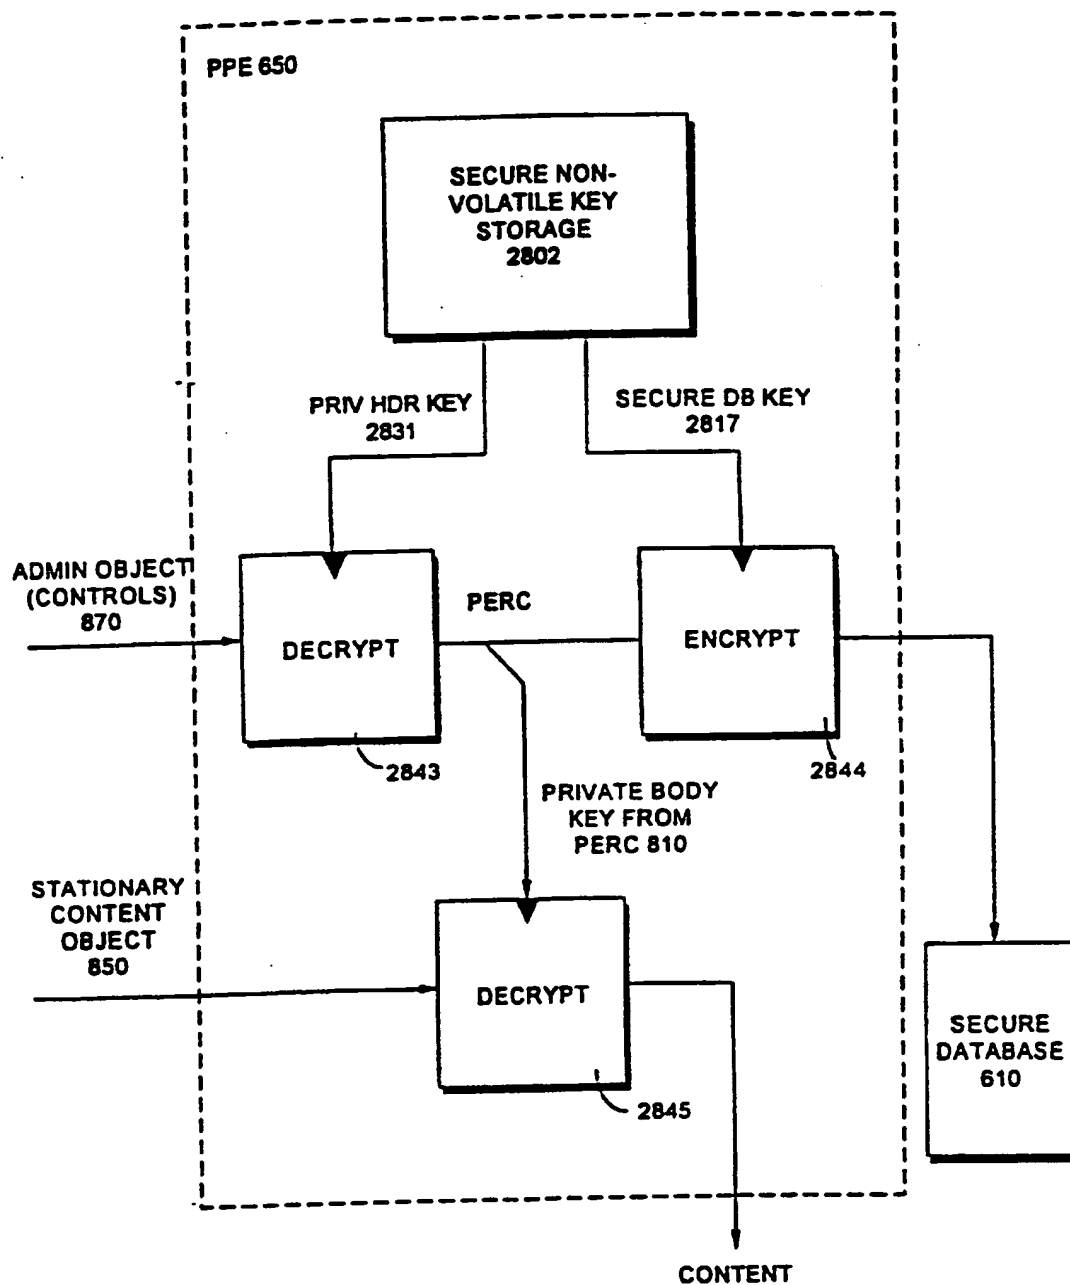 PPE 650
SECURE NON-
VOLATILE KEY
STORAGE
2802
PRIV HDR KEY
2831
SECURE DB KEY
2817
ADMIN OBJECT
(CONTROLS)
870
DECRYPT
PERC
ENCRYPT
2843
2844
PRIVATE BODY
KEY FROM
PERC 810
STATIONARY
CONTENT
OBJECT
850
DECRYPT
2845
SECURE
DATABASE
610
CONTENT